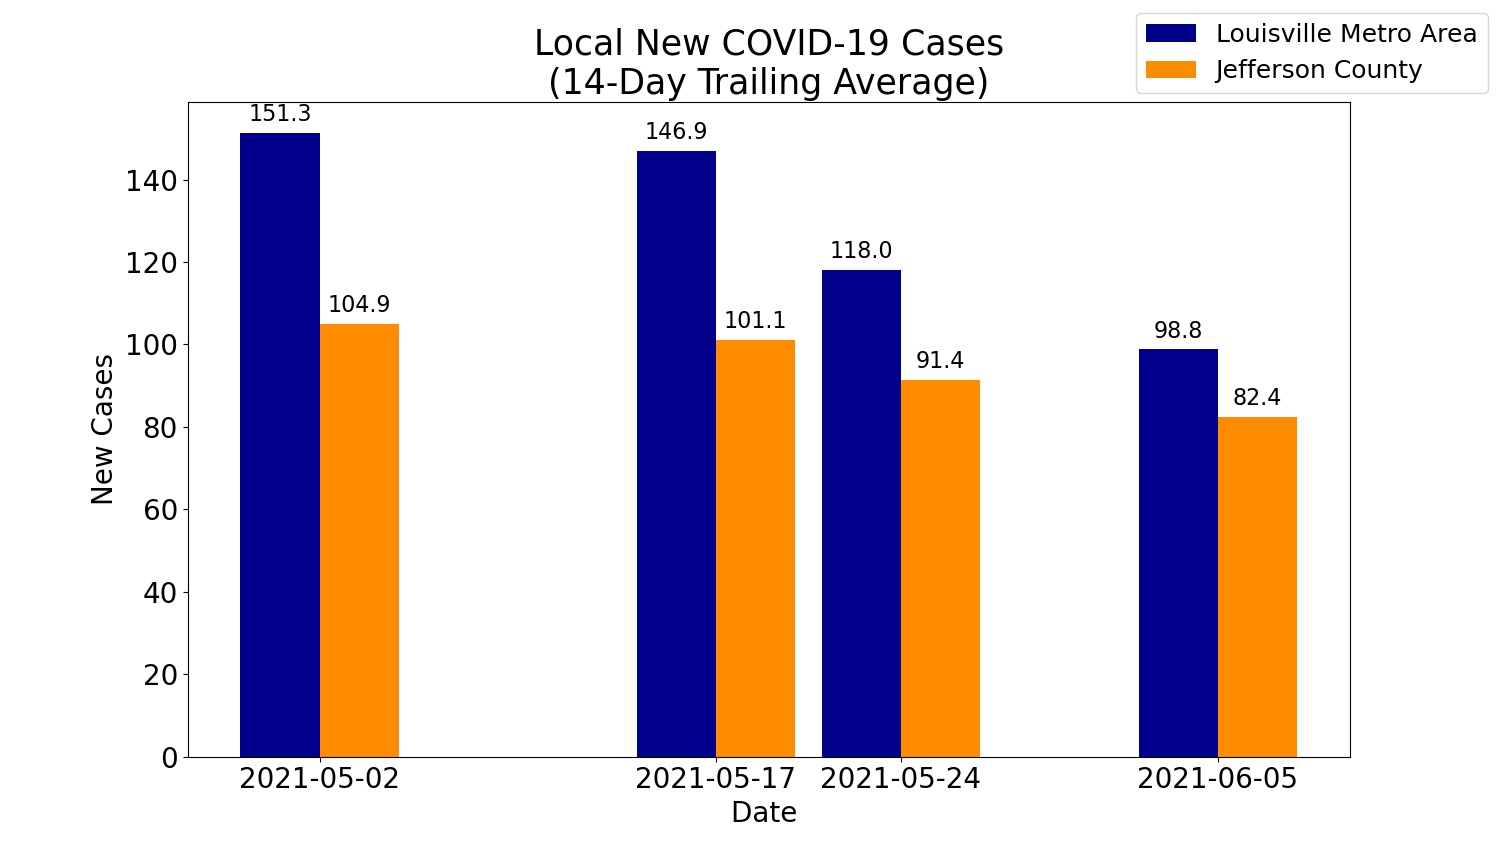 Local New COVID-19 Cases
(14-Day Trailing Average)
Louisville Metro Area
Jefferson County
151.3
146.9
118.0
104.9
101.1
98.8
91.4
82.4
140
120
100
80
60
40
20
0
New Cases
2021-05-02 2021-05-17 2021-05-24 2021-06-05
Date